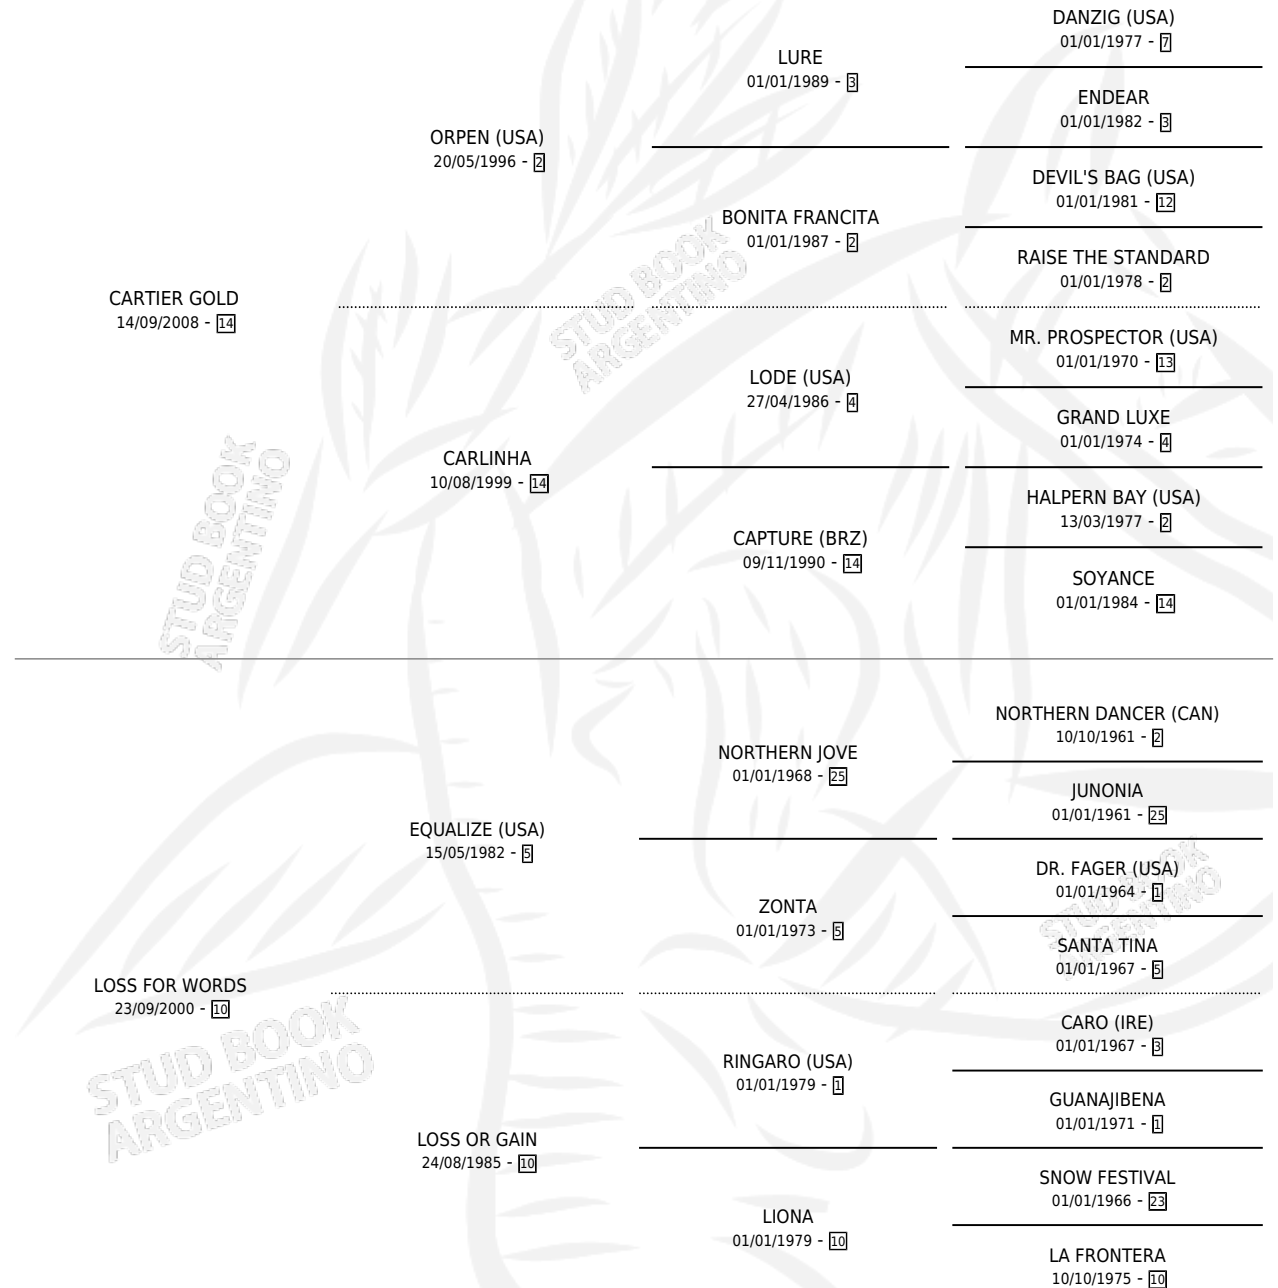 DANZIG (USA)
01/01/1977 - 7
LURE
01/01/1989 - 3
ENDEAR
01/01/1982 - 3
ORPEN (USA)
20/05/1996 - 2
DEVIL'S BAG (USA)
01/01/1981 - 12
BONITA FRANCITA
01/01/1987 - 2
RAISE THE STANDARD
01/01/1978 - 2
CARTIER GOLD
14/09/2008 - 14
MR. PROSPECTOR (USA)
01/01/1970 - 13
LODE (USA)
27/04/1986 - 4
GRAND LUXE
01/01/1974 - 4
CARLINHA
10/08/1999 - 14
HALPERN BAY (USA)
13/03/1977 - 2
CAPTURE (BRZ)
09/11/1990 - 14
SOYANCE
01/01/1984 - 14
NORTHERN DANCER (CAN)
10/10/1961 - 2
NORTHERN JOVE
01/01/1968 - 25
JUNONIA
01/01/1961 - 25
EQUALIZE (USA)
15/05/1982 - 5
DR. FAGER (USA)
01/01/1964 - 1
ZONTA
01/01/1973 - 5
SANTA TINA
01/01/1967 - 5
LOSS FOR WORDS
23/09/2000 - 10
CARO (IRE)
01/01/1967 - 3
RINGARO (USA)
01/01/1979 - 1
GUANAJIBENA
01/01/1971 - 1
LOSS OR GAIN
24/08/1985 - 10
SNOW FESTIVAL
01/01/1966 - 23
LIONA
01/01/1979 - 10
LA FRONTERA
10/10/1975 - 10
STUD BOOK
ARGENTINO
STUD BOOK
ARGENTINO
STUD BOOK
ARGENTINO
STUD BOOK
ARGENTINO